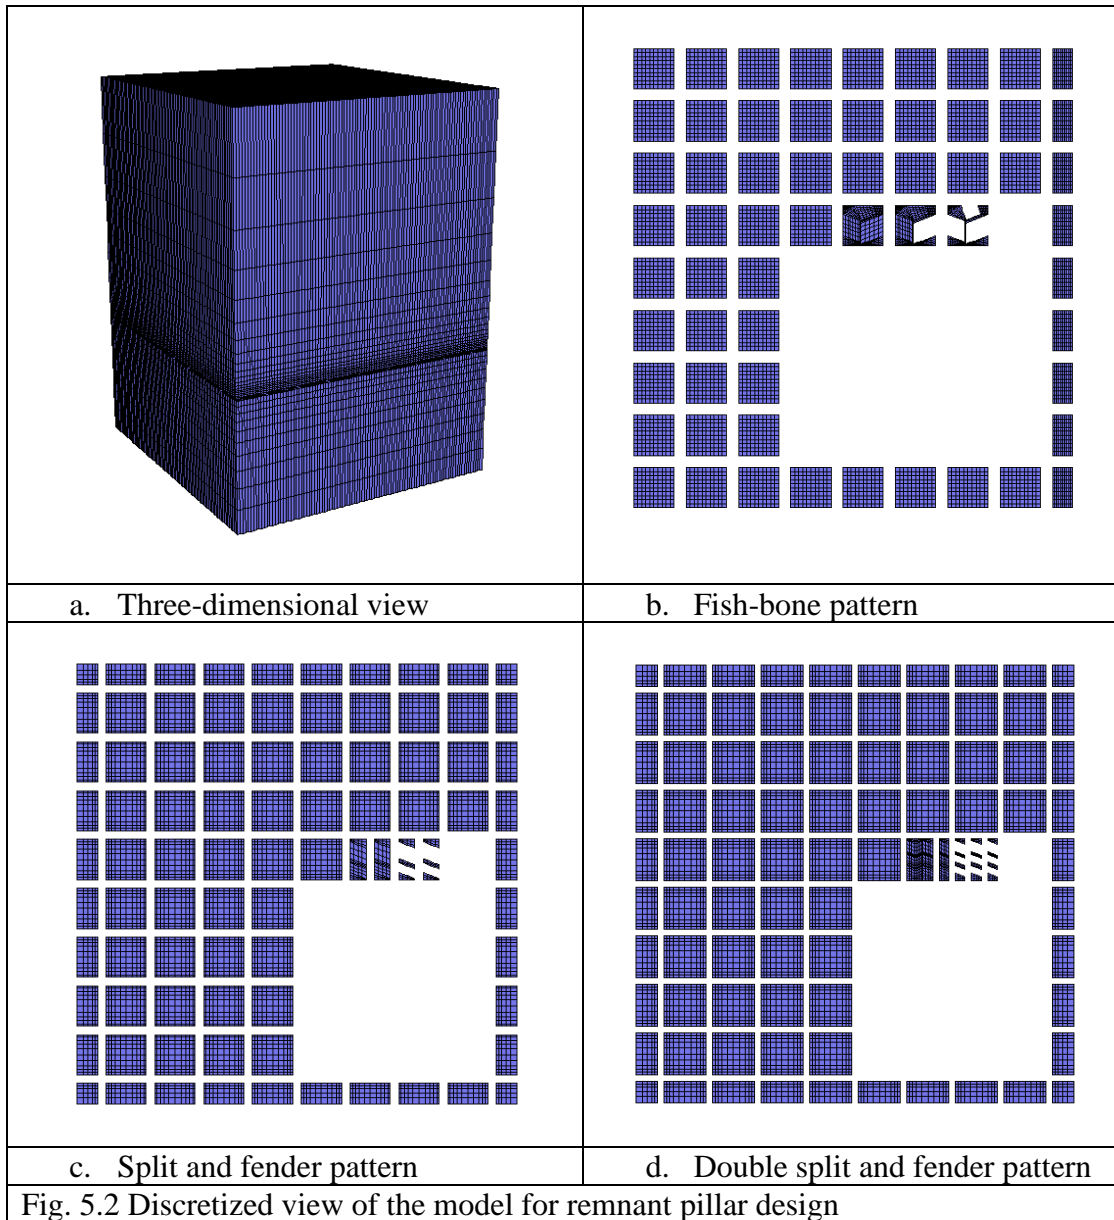 a. Three-dimensional view
b. Fish-bone pattern
c. Split and fender pattern
d. Double split and fender pattern
Fig. 5.2 Discretized view of the model for remnant pillar design